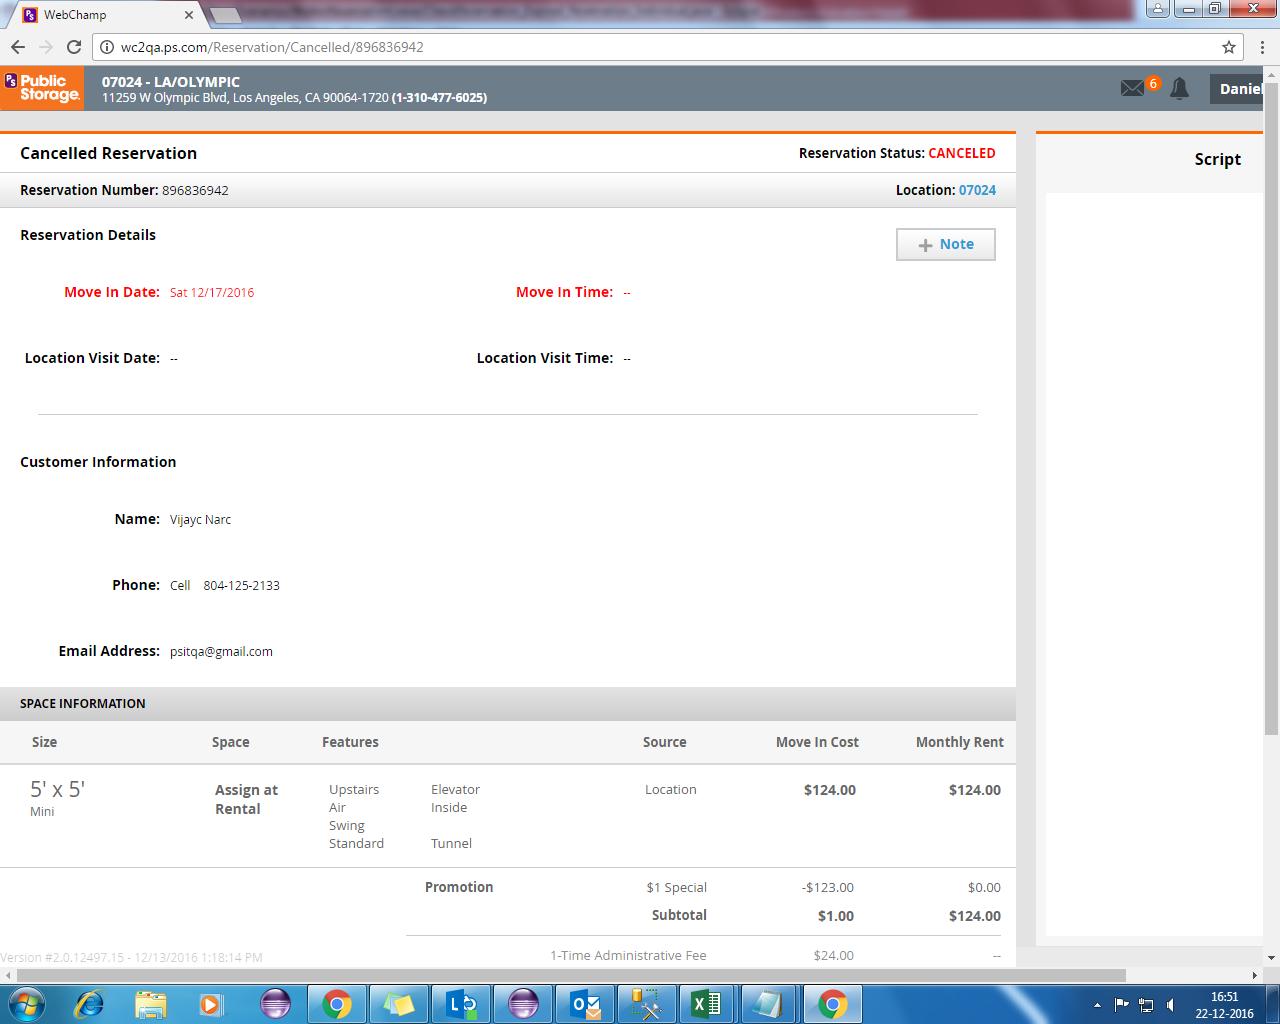 WebChamp
wc2qa.ps.com/Reservation/Cancelled/896836942
Ps Public Storage.
07024 - LA/OLYMPIC
11259 W Olympic Blvd, Los Angeles, CA 90064-1720 (1-310-477-6025)
6
Daniel
Cancelled Reservation
Reservation Status: CANCELED
Script
Reservation Number: 896836942
Location: 07024
Reservation Details
+ Note
Move In Date: Sat 12/17/2016
Move In Time: --
Location Visit Date: --
Location Visit Time: --
Customer Information
Name: Vijayc Narc
Phone: Cell 804-125-2133
Email Address: psitqa@gmail.com
SPACE INFORMATION
Size Space Features Source Move In Cost Monthly Rent
5' x 5' Assign at Upstairs Elevator Location $124.00 $124.00
Mini Rental Air Inside
Swing
Standard Tunnel
Promotion $1 Special -$123.00 $0.00
Subtotal $1.00 $124.00
1-Time Administrative Fee $24.00 --
Version #2.0.12497.15 - 12/13/2016 1:18:14 PM
16:51
22-12-2016